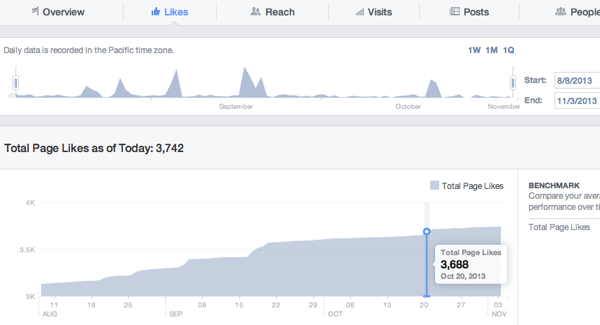 Overview Likes Reach Visits Posts People
Daily data is recorded in the Pacific time zone.
1W 1M 1Q
Start: 8/8/2013
End: 11/3/2013
September October November
Total Page Likes as of Today: 3,742
Total Page Likes
BENCHMARK
Compare your avera
performance over ti
Total Page Likes
4K
3.5K
3K
Total Page Likes
3,688
Oct 20, 2013
11 18 25 08 15 22 29 06 13 20 27 03
AUG SEP OCT NOV